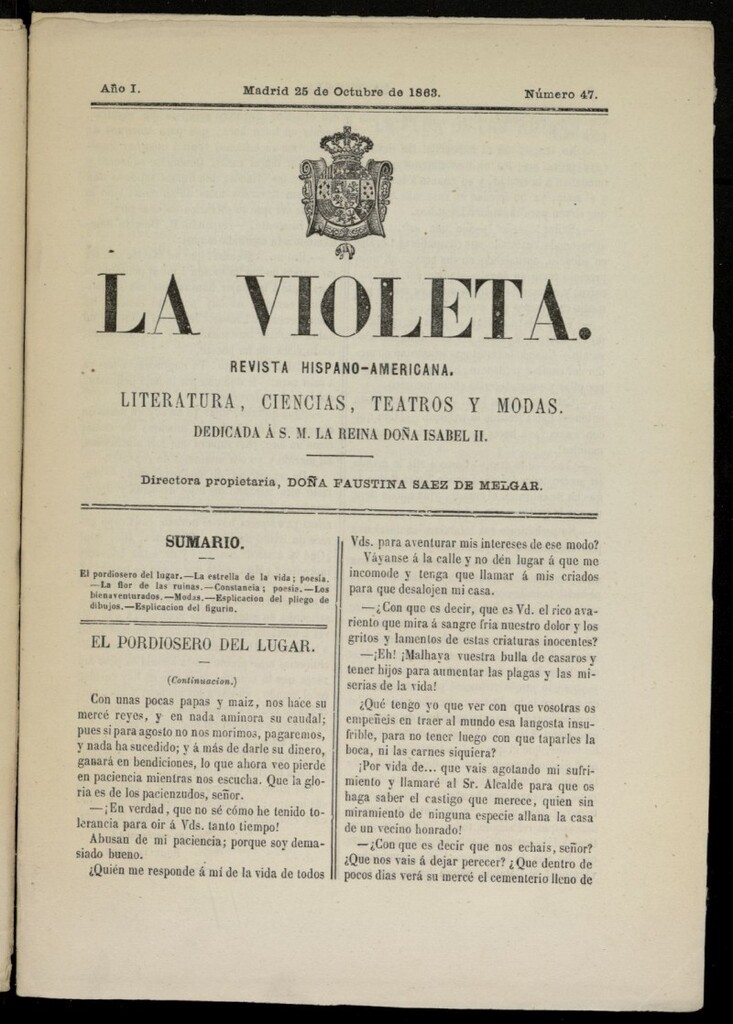 Año I.
Madrid 25 de Octubre de 1863.
Número 47.
LA VIOLETA.
REVISTA HISPANO-AMERICANA.
LITERATURA, CIENCIAS, TEATROS Y MODAS.
DEDICADA Á S. M. LA REINA DOÑA ISABEL II.
Directora propietaria, DOÑA FAUSTINA SAEZ DE MELGAR.
SUMARIO.
El pordiosero del lugar.—La estrella de la vida; poesía.
—La flor de las ruinas.—Constancia; poesía.—Los
bienaventurados.—Modas.—Esplicacion del pliego de
dibujos.—Esplicacion del figurin.
EL PORDIOSERO DEL LUGAR.
(Continuacion.)
Con unas pocas papas y maiz, nos hace su
mercé reyes, y en nada aminora su caudal;
pues si para agosto no nos morimos, pagaremos,
y nada ha sucedido; y á más de darle su dinero,
ganará en bendiciones, lo que ahora veo pierde
en paciencia mientras nos escucha. Que la glo-
ria es de los pacienzudos, señor.
—¡En verdad, que no sé cómo he tenido to-
lerancia para oir á Vds. tanto tiempo!
Abusan de mi paciencia; porque soy dema-
siado bueno.
¿Quién me responde á mí de la vida de todos
Vds. para aventurar mis intereses de ese modo?
Váyanse á la calle y no dén lugar á que me
incomode y tenga que llamar á mis criados
para que desalojen mi casa.
—¿Con que es decir, que es Vd. el rico ava-
riento que mira á sangre fria nuestro dolor y los
gritos y lamentos de estas criaturas inocentes?
—¡Eh! ¡Malhaya vuestra bulla de casaros y
tener hijos para aumentar las plagas y las mi-
serias de la vida!
¿Qué tengo yo que ver con que vosotras os
empeñeis en traer al mundo esa langosta insu-
frible, para no tener luego con que taparles la
boca, ni las carnes siquiera?
¡Por vida de... que vais agotando mi sufri-
miento y llamaré al Sr. Alcalde para que os
haga saber el castigo que merece, quien sin
miramiento de ninguna especie allana la casa
de un vecino honrado!
—¿Con que es decir que nos echais, señor?
¿Que nos vais á dejar perecer? ¿Que dentro de
pocos dias verá su mercé el cementerio lleno de